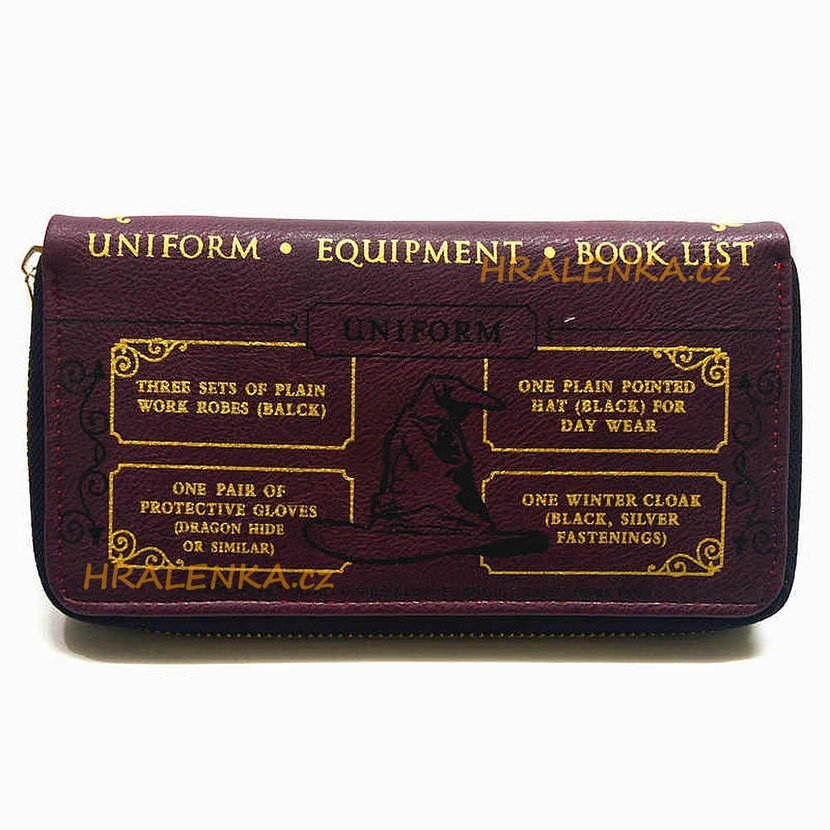 UNIFORM • EQUIPMENT • BOOK LIST
HRALENKA.cz
UNIFORM
THREE SETS OF PLAIN
WORK ROBES (BALCK)
ONE PLAIN POINTED
HAT (BLACK) FOR
DAY WEAR
ONE PAIR OF
PROTECTIVE GLOVES
(DRAGON HIDE
OR SIMILAR)
ONE WINTER CLOAK
(BLACK, SILVER
FASTENINGS)
HRALENKA.cz